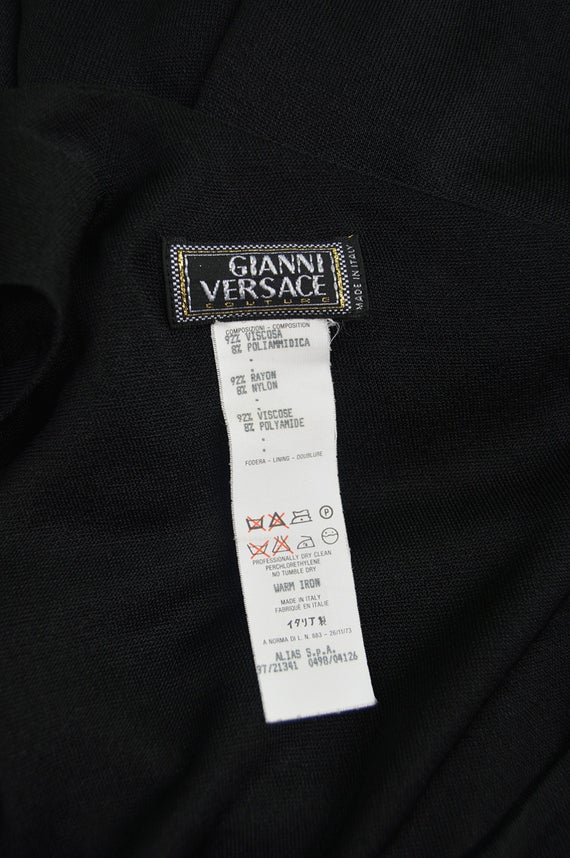 GIANNI
VERSACE
COUTURE
MADE IN ITALY
COMPOSIZIONI - COMPOSITION
92% VISCOSA
8% POLIAMMIDICA
92% RAYON
8% NYLON
92% VISCOSE
8% POLYAMIDE
FODERA - LINING - DOUBLURE
P
PROFESSIONALLY DRY CLEAN
PERCHLORETHYLENE
NO TUMBLE DRY
WARM IRON
MADE IN ITALY
FABRIQUÉ EN ITALIE
イタリア製
A NORMA DI L. N. 883 - 26/11/73
ALIAS S.p.A.
97/21341 0498/04126